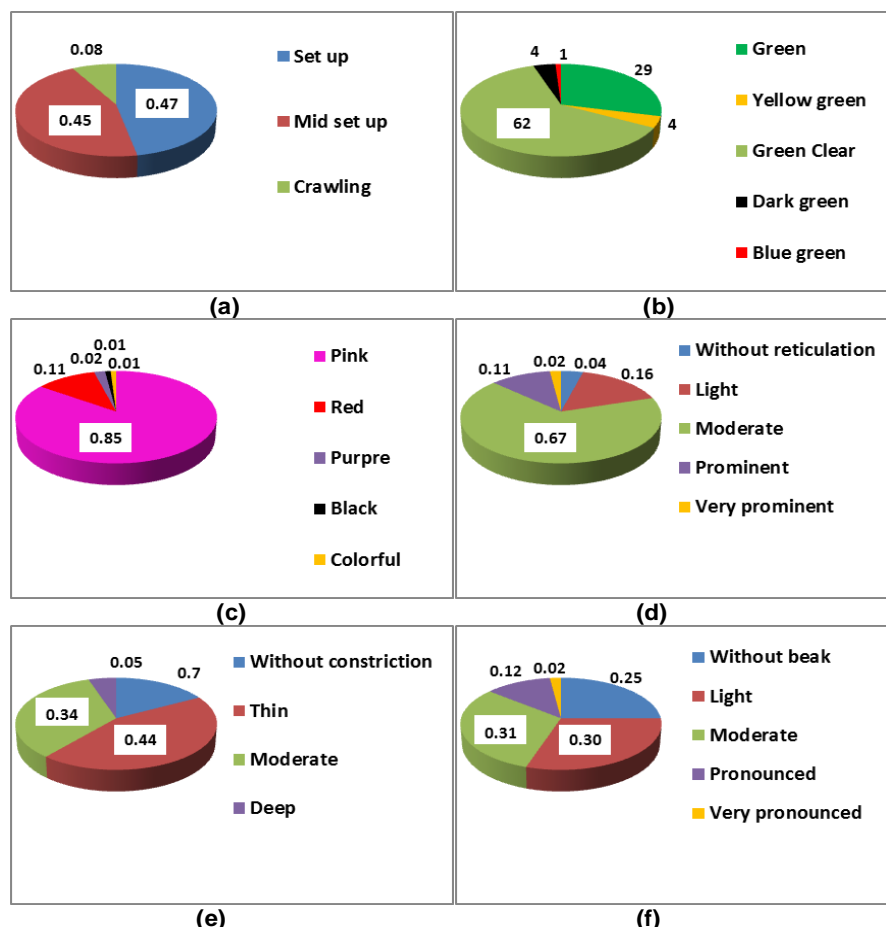 0.08
0.45
0.47
Set up
Mid set up
Crawling
(a)
4
1
29
4
62
Green
Yellow green
Green Clear
Dark green
Blue green
(b)
0.01
0.02
0.01
0.11
0.85
Pink
Red
Purpre
Black
Colorful
(c)
0.02
0.04
0.11
0.16
0.67
Without reticulation
Light
Moderate
Prominent
Very prominent
(d)
0.05
0.7
0.34
0.44
Without constriction
Thin
Moderate
Deep
(e)
0.02
0.12
0.25
0.31
0.30
Without beak
Light
Moderate
Pronounced
Very pronounced
(f)